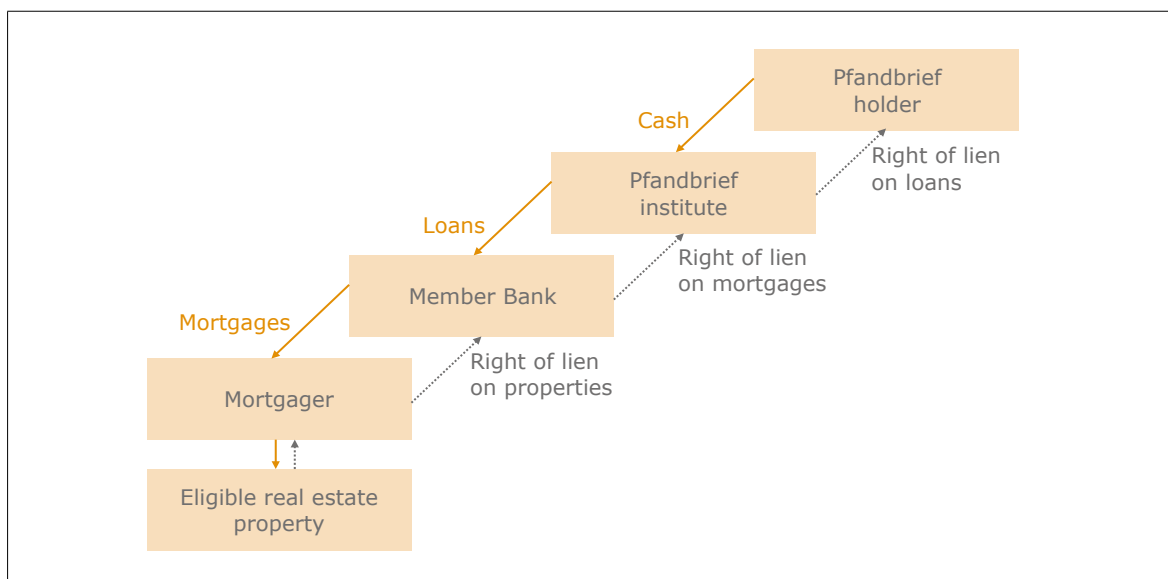 Pfandbrief
holder
Cash
Right of lien
on loans
Pfandbrief
institute
Loans
Right of lien
on mortgages
Member Bank
Mortgages
Right of lien
on properties
Mortgager
Eligible real estate
property